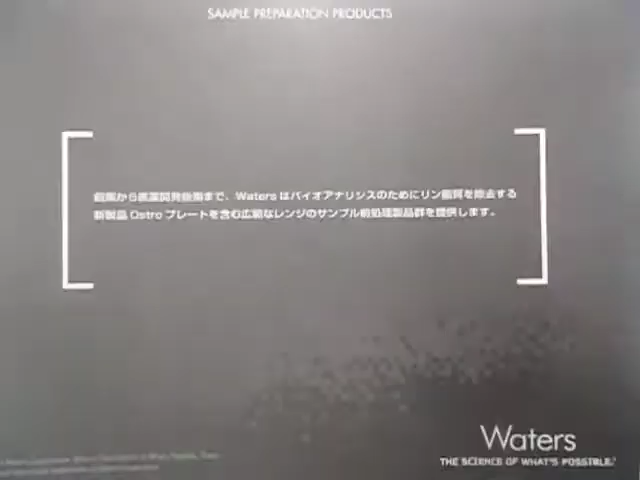 SAMPLE PREPARATION PRODUCTS
から医薬開発後期まで、Waters はバイオアナリシスのためにリン脂質を除去する
新製品 Ostro プレートを含む広範なレンジのサンプル前処理製品群を提供します。
Waters
THE SCIENCE OF WHAT'S POSSIBLE.